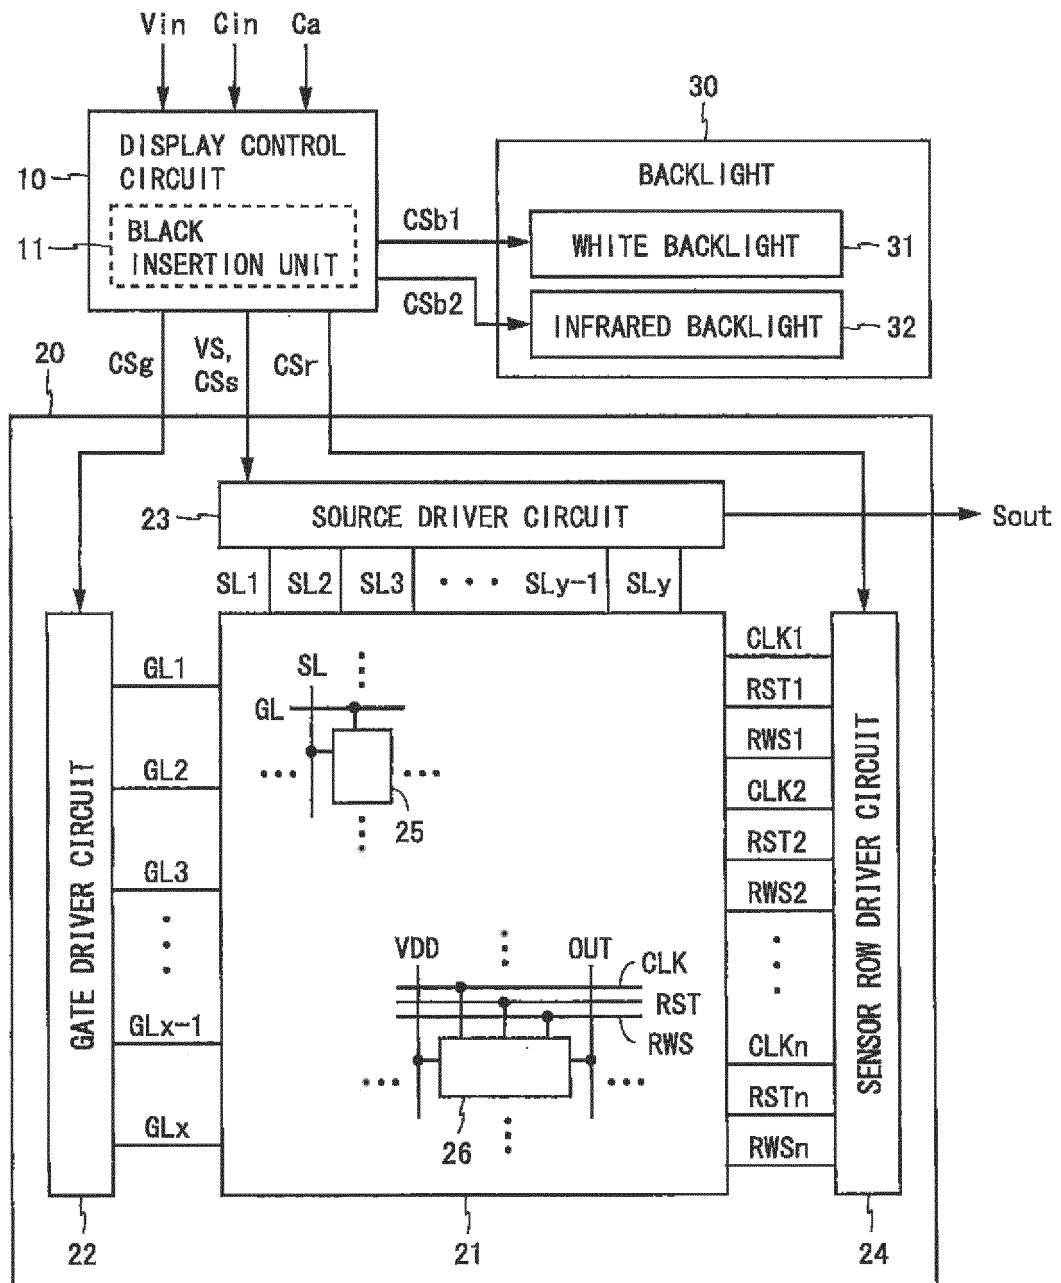 Vin Cin Ca
30
DISPLAY CONTROL
CIRCUIT
10
BACKLIGHT
11
BLACK
INSERTION UNIT
CSb1
WHITE BACKLIGHT
31
CSb2
INFRARED BACKLIGHT
32
20
CSg
VS,
CSs
CSr
23
SOURCE DRIVER CIRCUIT
Sout
SL1 SL2 SL3 ・・・ SLy-1 SLy
GATE DRIVER CIRCUIT
GL1
GL2
GL3
GLx-1
GLx
SL
GL
25
VDD
OUT
CLK
RST
RWS
26
CLK1
RST1
RWS1
CLK2
RST2
RWS2
CLKn
RSTn
RWSn
SENSOR ROW DRIVER CIRCUIT
22
21
24